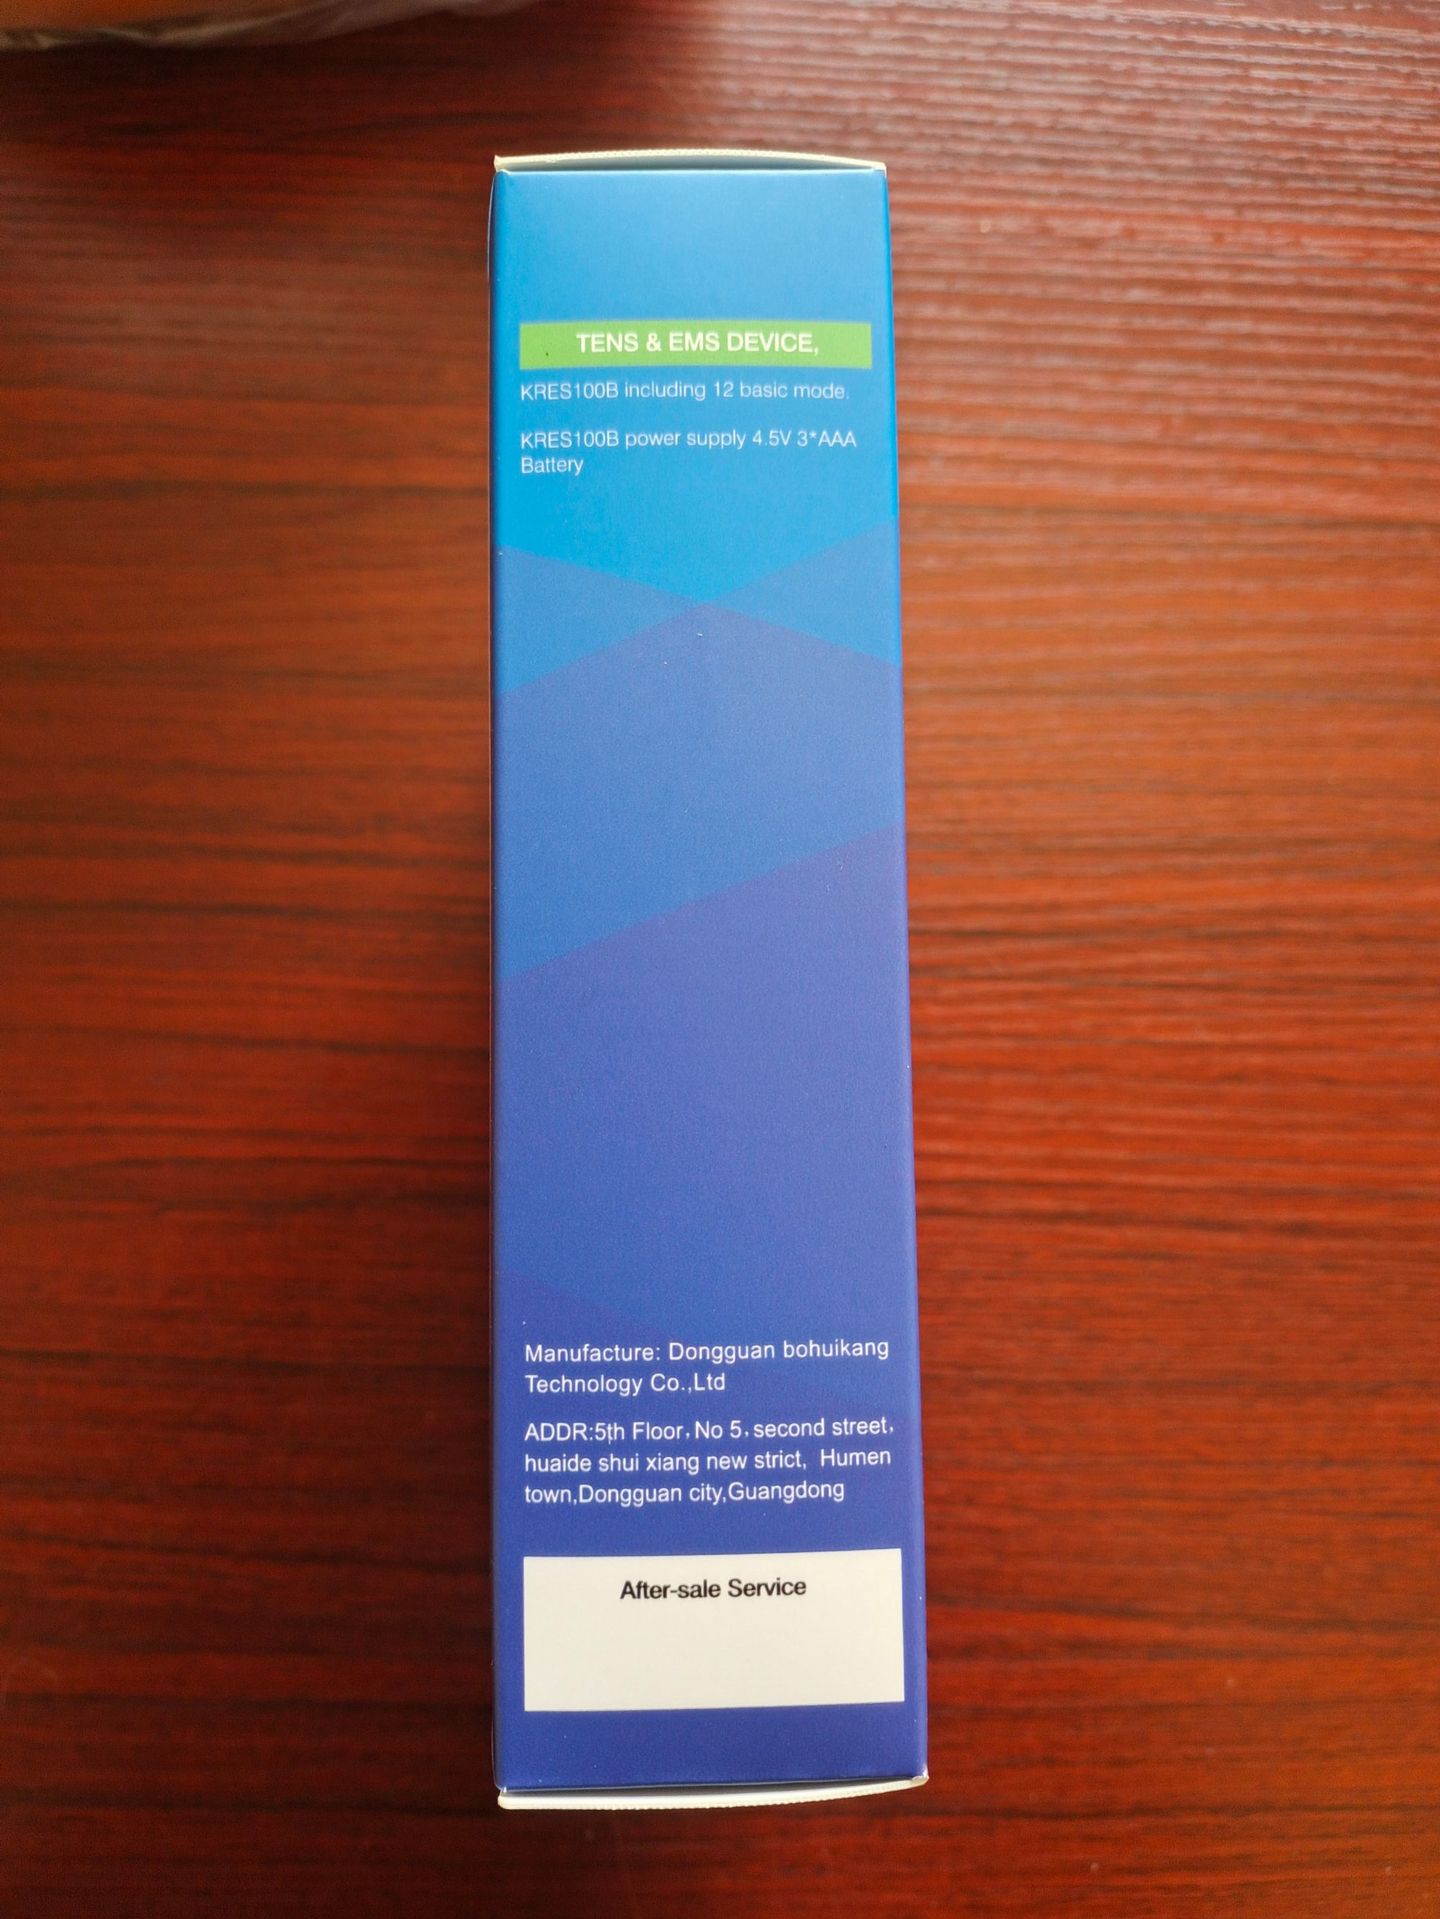 TENS & EMS DEVICE,
KRES100B including 12 basic mode.
KRES100B power supply 4.5V 3*AAA
Battery
Manufacture: Dongguan bohuikang
Technology Co.,Ltd
ADDR:5th Floor, No 5, second street,
huaide shui xiang new strict, Humen
town,Dongguan city,Guangdong
After-sale Service